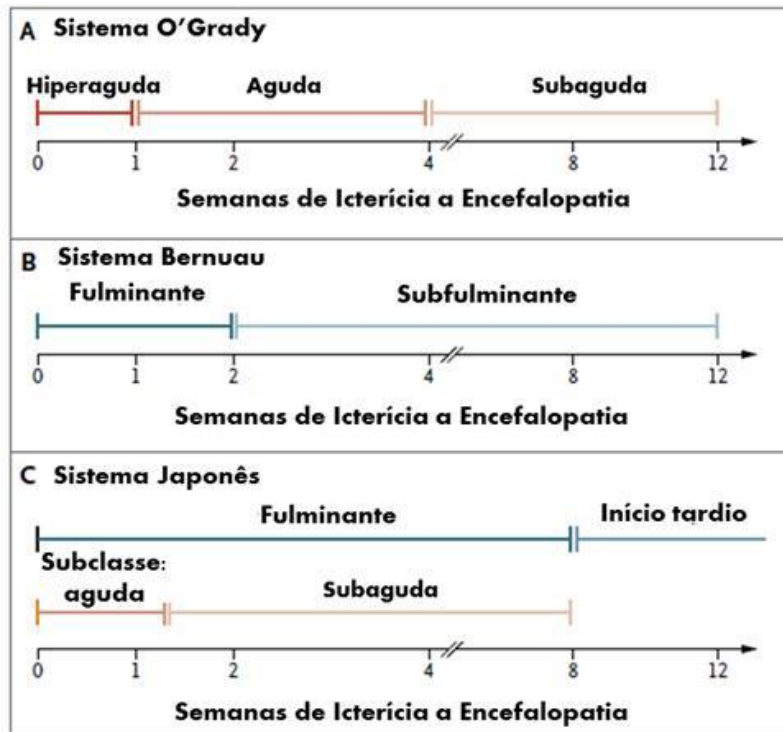 A Sistema O'Grady
Hiperaguda Aguda Subaguda
0 1 2 4 8 12
Semanas de Icterícia a Encefalopatia
B Sistema Bernuau
Fulminante Subfulminante
0 1 2 4 8 12
Semanas de Icterícia a Encefalopatia
C Sistema Japonês
Fulminante Início tardio
Subclasse:
aguda Subaguda
0 1 2 4 8 12
Semanas de Icterícia a Encefalopatia